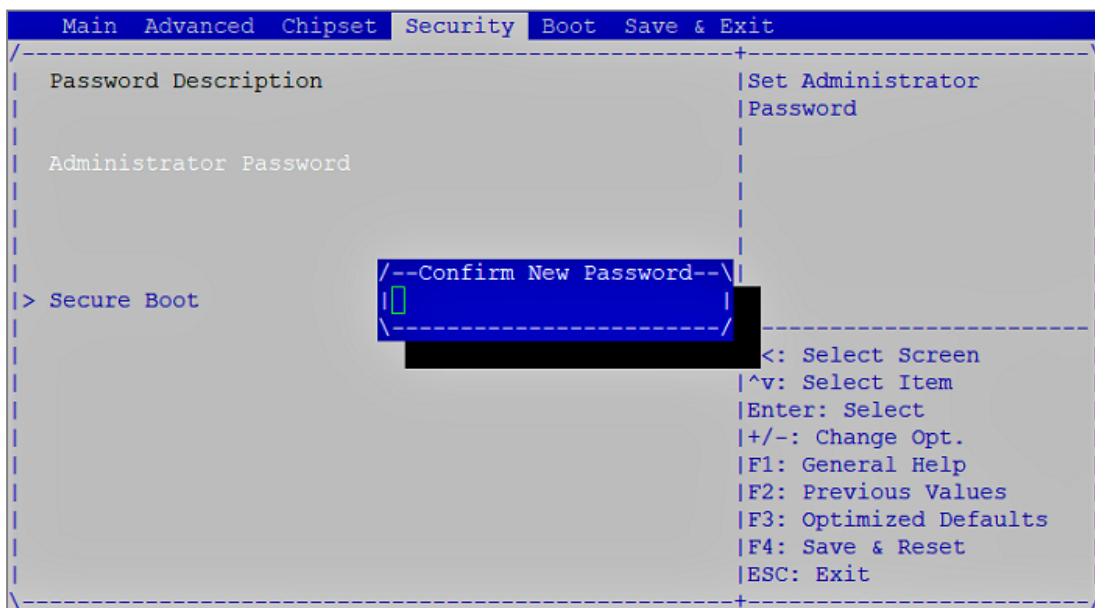 Main Advanced Chipset Security Boot Save & Exit
Password Description
Set Administrator
Password
Administrator Password
/--Confirm New Password--\
> Secure Boot
<: Select Screen
^v: Select Item
Enter: Select
+/-: Change Opt.
F1: General Help
F2: Previous Values
F3: Optimized Defaults
F4: Save & Reset
ESC: Exit